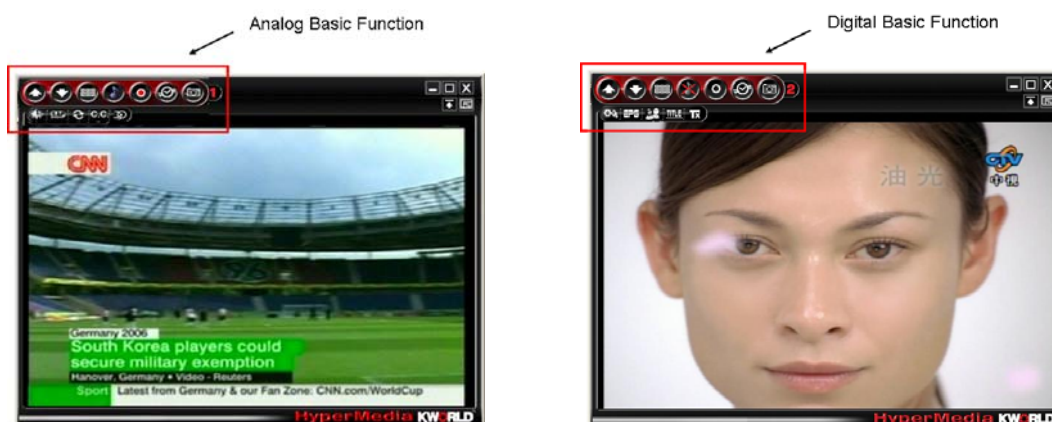 Analog Basic Function
Digital Basic Function
1
C.C
CNN
Germany 2006
South Korea players could
secure military exemption
Hanover, Germany • Video - Reuters
Sport Latest from Germany & our Fan Zone: CNN.com/WorldCup
HyperMedia KWORLD
2
EPG
油光
CTV
中視
HyperMedia KWORLD